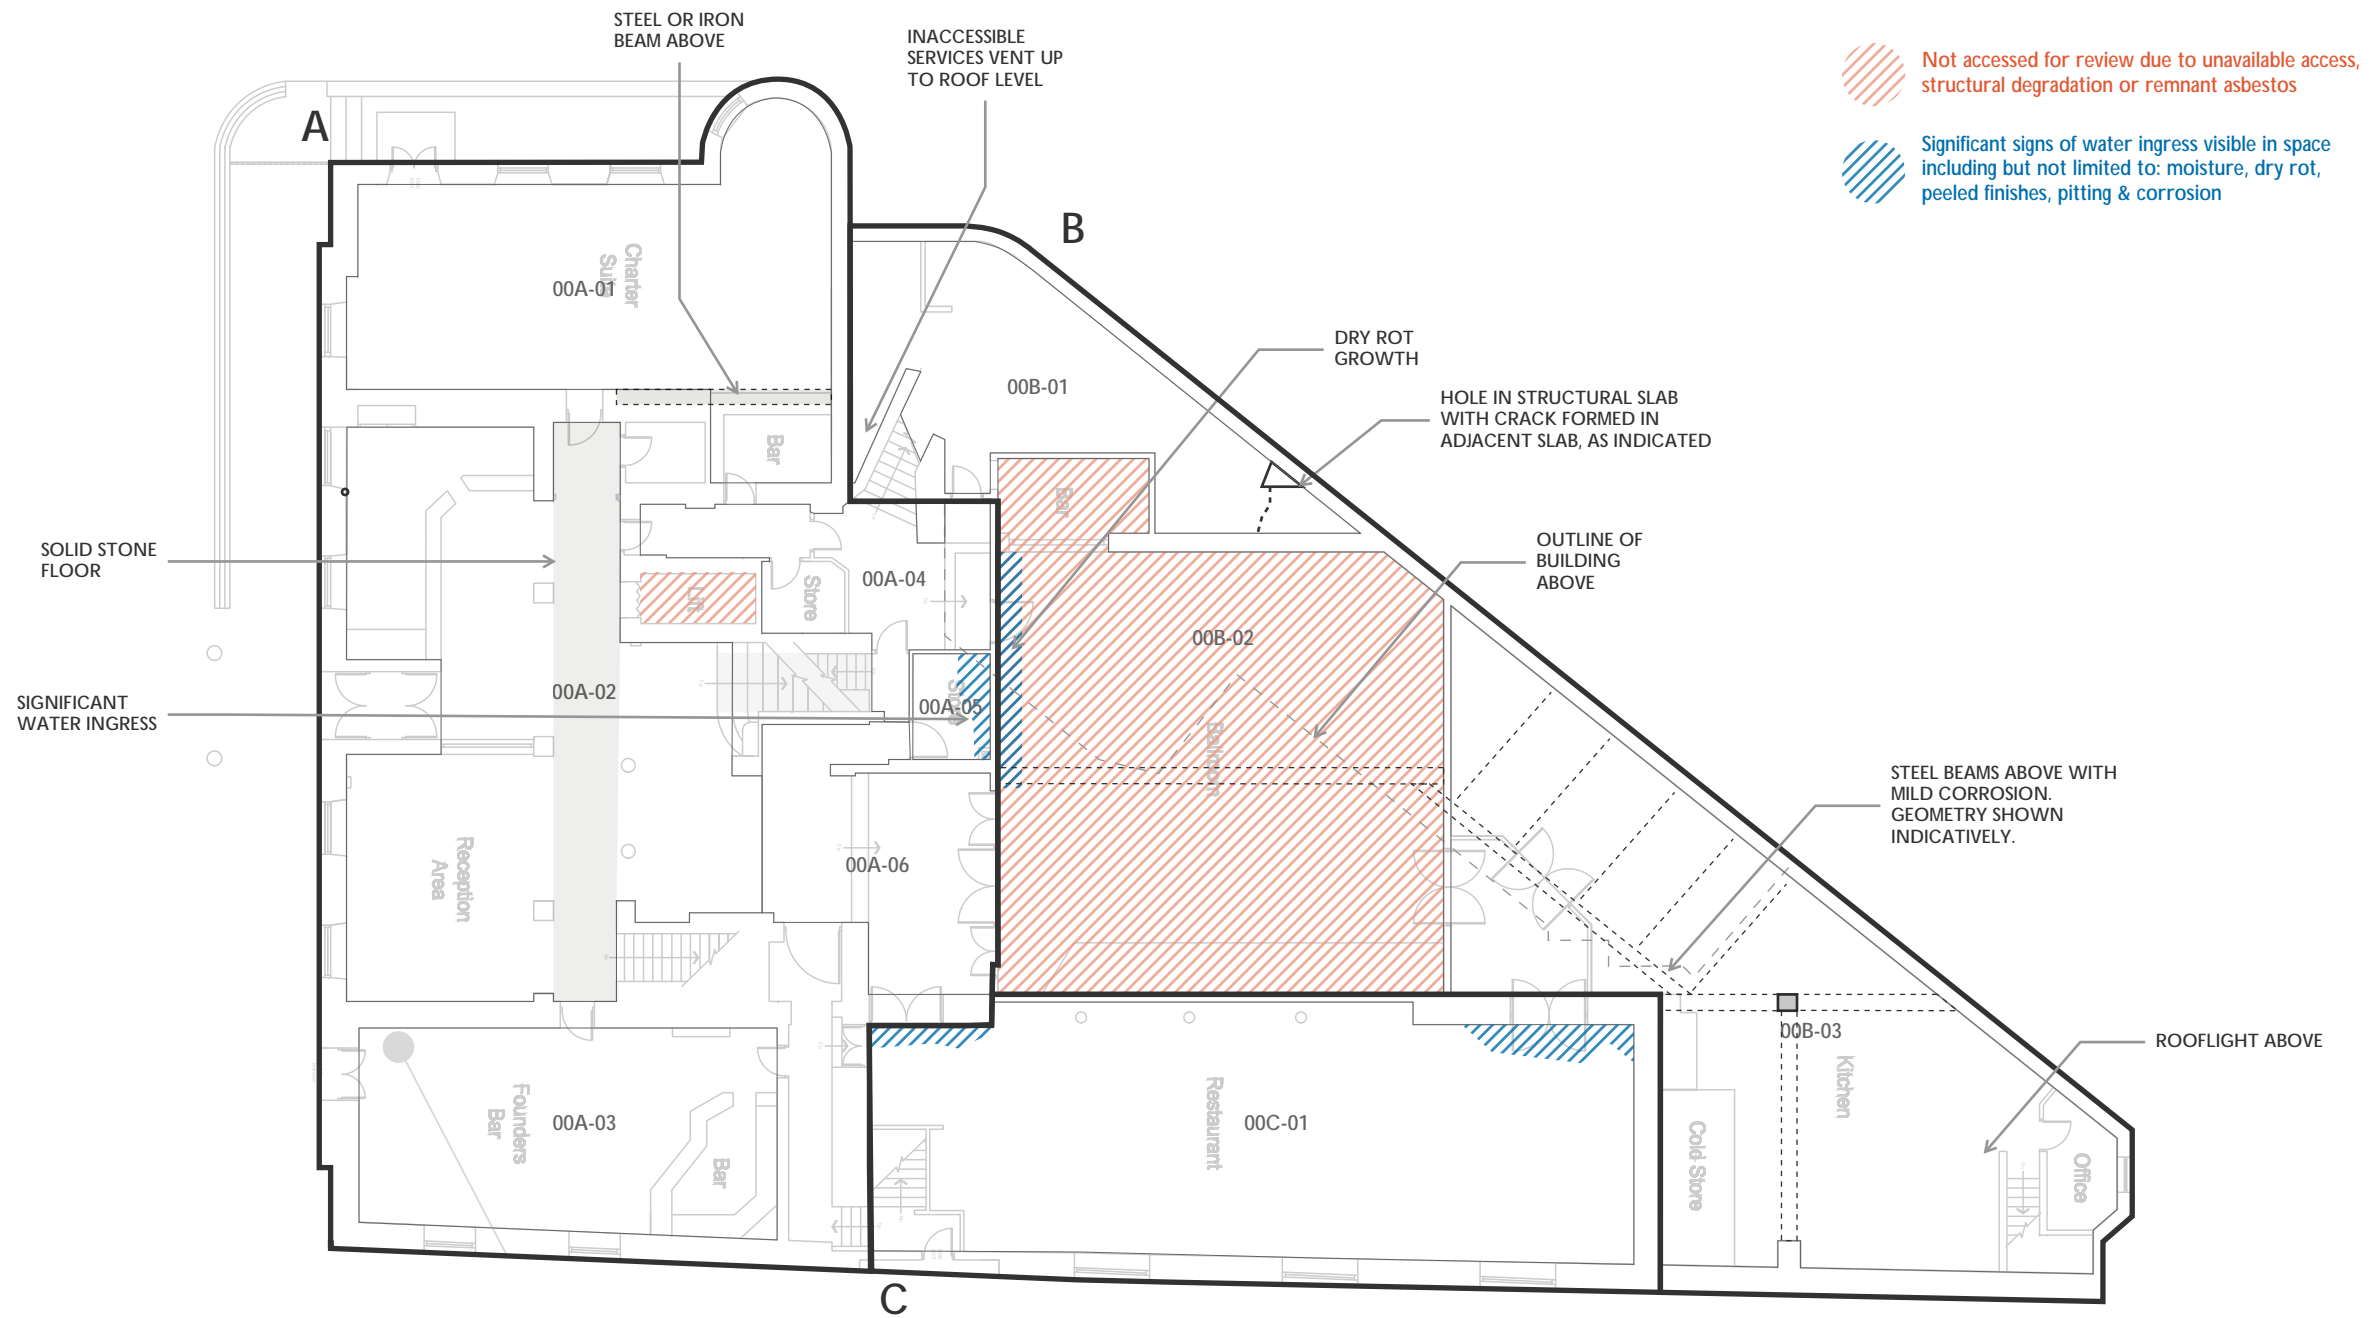 STEEL OR IRON
BEAM ABOVE
INACCESSIBLE
SERVICES VENT UP
TO ROOF LEVEL
Not accessed for review due to unavailable access,
structural degradation or remnant asbestos
Significant signs of water ingress visible in space
including but not limited to: moisture, dry rot,
peeled finishes, pitting & corrosion
A
B
Charter
Suite
00A-01
DRY ROT
GROWTH
00B-01
HOLE IN STRUCTURAL SLAB
WITH CRACK FORMED IN
ADJACENT SLAB, AS INDICATED
Bar
Bar
SOLID STONE
FLOOR
OUTLINE OF
BUILDING
ABOVE
Lift
Store
00A-04
00B-02
SIGNIFICANT
WATER INGRESS
00A-02
Store
00A-05
Ballroom
STEEL BEAMS ABOVE WITH
MILD CORROSION.
GEOMETRY SHOWN
INDICATIVELY.
Reception
Area
00A-06
00B-03
Kitchen
ROOFLIGHT ABOVE
Founders
Bar
00A-03
Bar
Restaurant
00C-01
Cold Store
Office
C